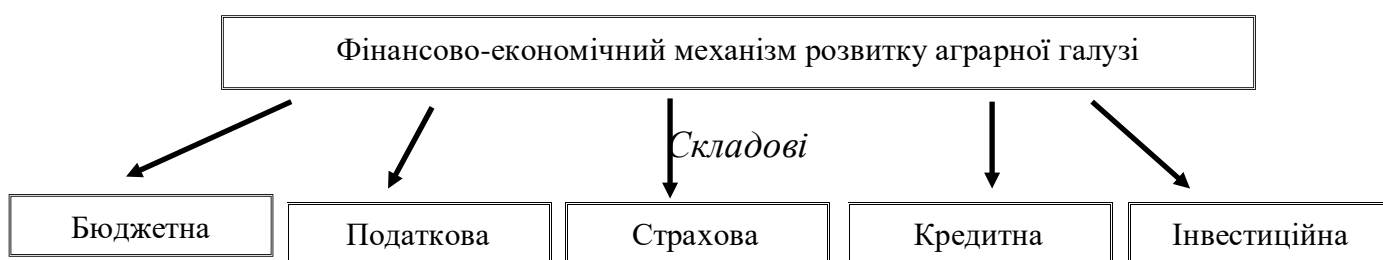 Фінансово-економічний механізм розвитку аграрної галузі
Складові
Бюджетна
Податкова
Страхова
Кредитна
Інвестиційна